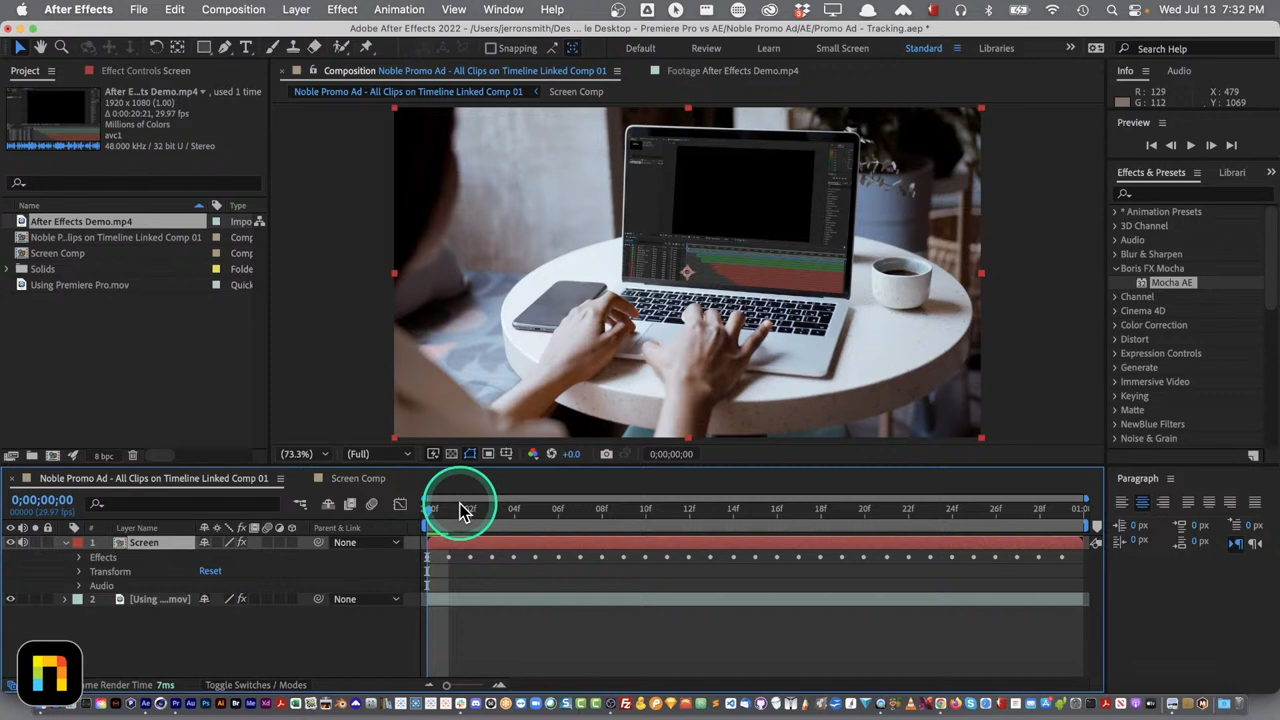 After Effects File Edit Composition Layer Effect Animation View Window Help Wed Jul 13 7:32 PM
Adobe After Effects 2022 - /Users/jerronsmith/Des ... le Desktop - Premiere Pro vs AE/Noble Promo Ad/AE/Promo Ad - Tracking.aep *
Snapping Default Review Learn Small Screen Standard Libraries Search Help
Project Effect Controls Screen Composition Noble Promo Ad - All Clips on Timeline Linked Comp 01 Footage After Effects Demo.mp4 Info Audio
After E...ts Demo.mp4 , used 1 time
1920 x 1080 (1.00)
Δ 0:00:20:21, 29.97 fps
Millions of Colors
avc1
48.000 kHz / 32 bit U / Stereo
Noble Promo Ad - All Clips on Timeline Linked Comp 01 Screen Comp
R : 129 X : 479
G : 112 Y : 1069
Preview
Effects & Presets Librari
Name Type
After Effects Demo.mp4 Impo
Noble P...lips on Timeline Linked Comp 01 Comp
Screen Comp Comp
Solids Folde
Using Premiere Pro.mov Quick
* Animation Presets
3D Channel
Audio
Blur & Sharpen
Boris FX Mocha
Mocha AE
Channel
Cinema 4D
Color Correction
Distort
Expression Controls
Generate
Immersive Video
Keying
Matte
NewBlue Filters
Noise & Grain
8 bpc (73.3%) (Full) +0.0 0;00;00;00
Noble Promo Ad - All Clips on Timeline Linked Comp 01 Screen Comp
0;00;00;00
00000 (29.97 fps)
02f 04f 06f 08f 10f 12f 14f 16f 18f 20f 22f 24f 26f 28f 01:0
# Layer Name Parent & Link
1 Screen None
Effects
Transform Reset
Audio
2 [Using ....mov] None
Paragraph
0 px 0 px 0 px
0 px 0 px
n
ame Render Time 7ms Toggle Switches / Modes